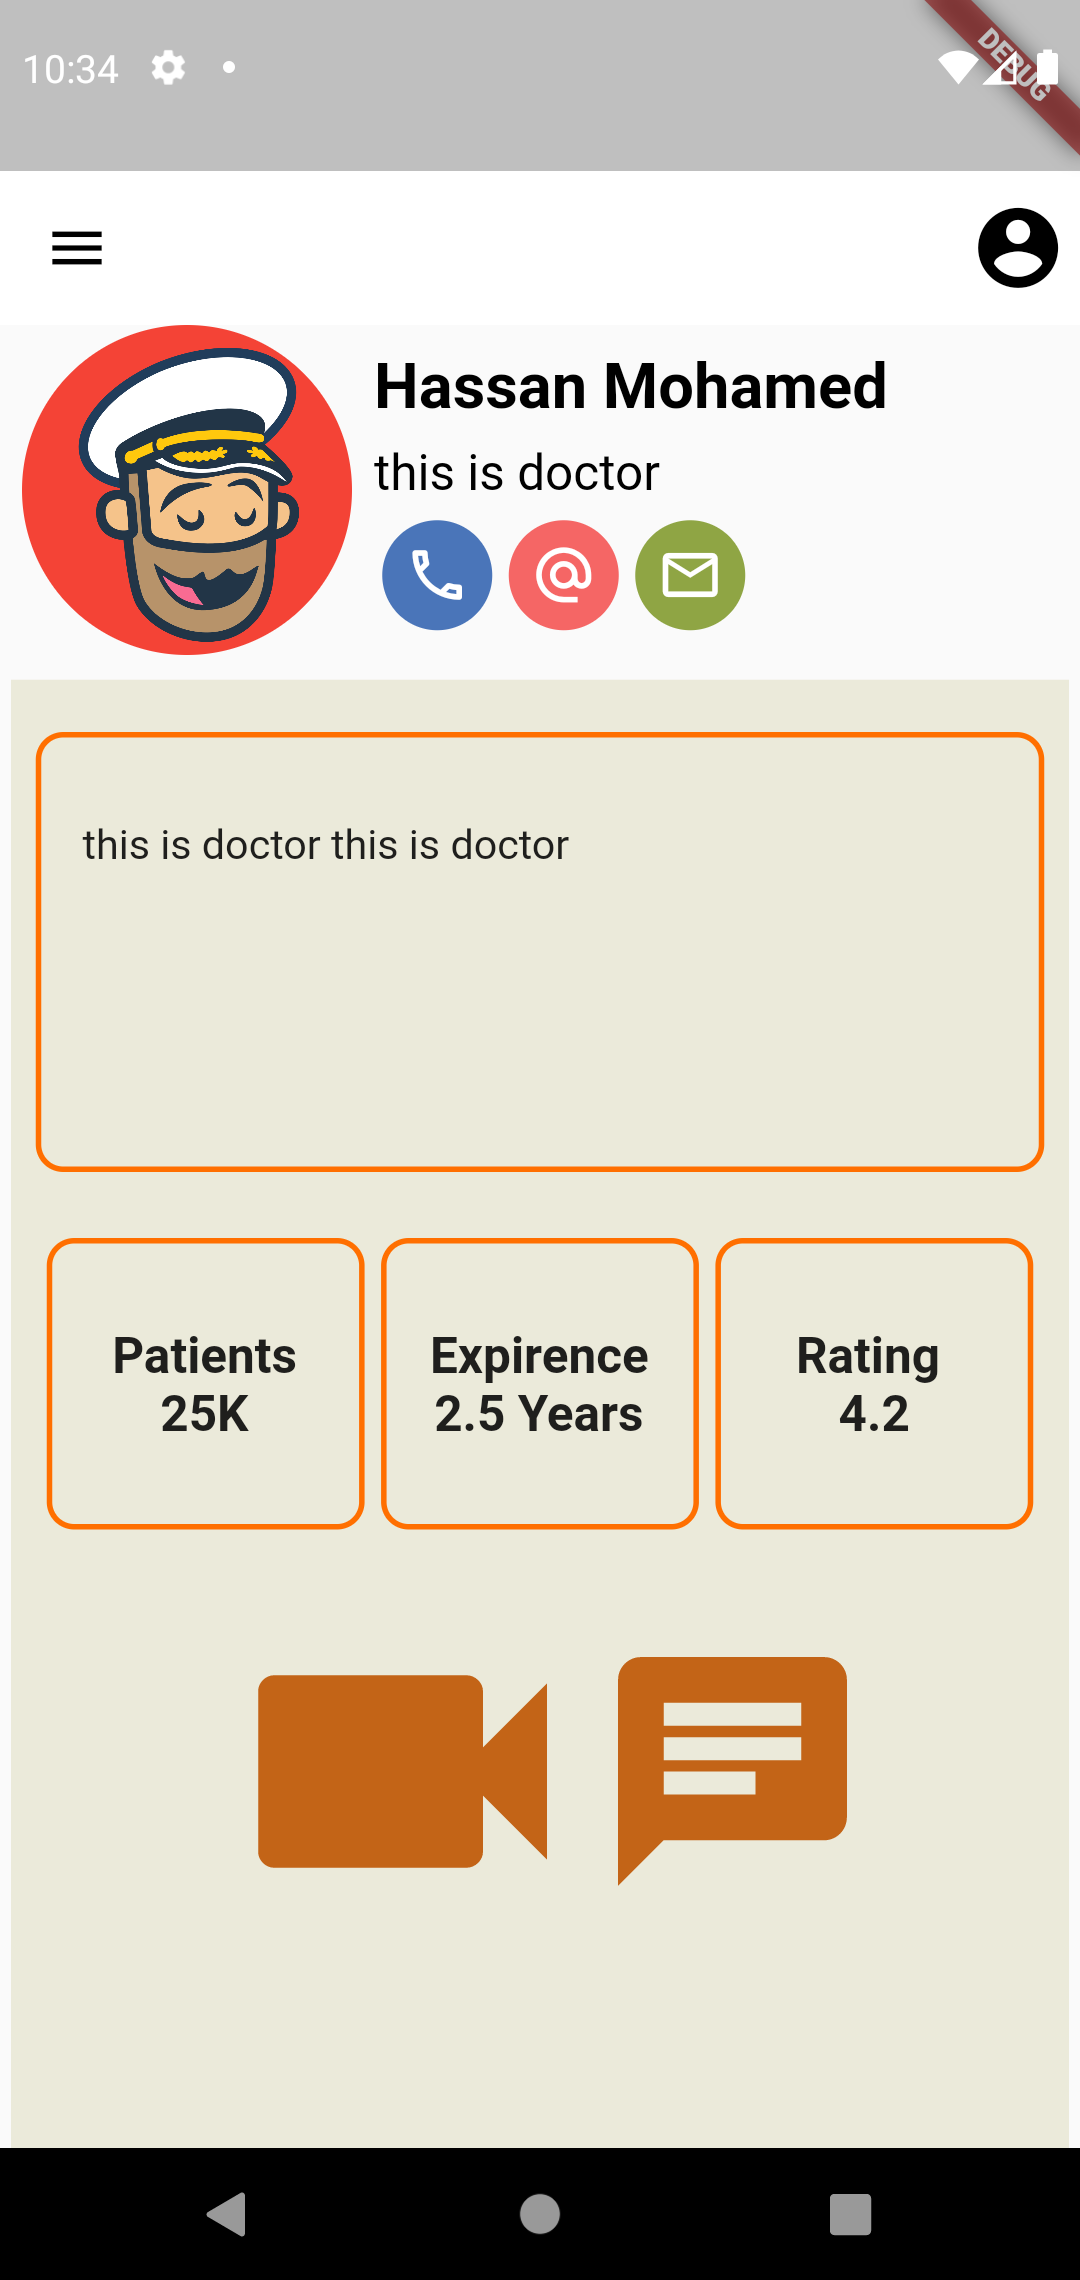 10:34
DEBUG
Hassan Mohamed
this is doctor
this is doctor this is doctor
Patients
25K
Expirence
2.5 Years
Rating
4.2